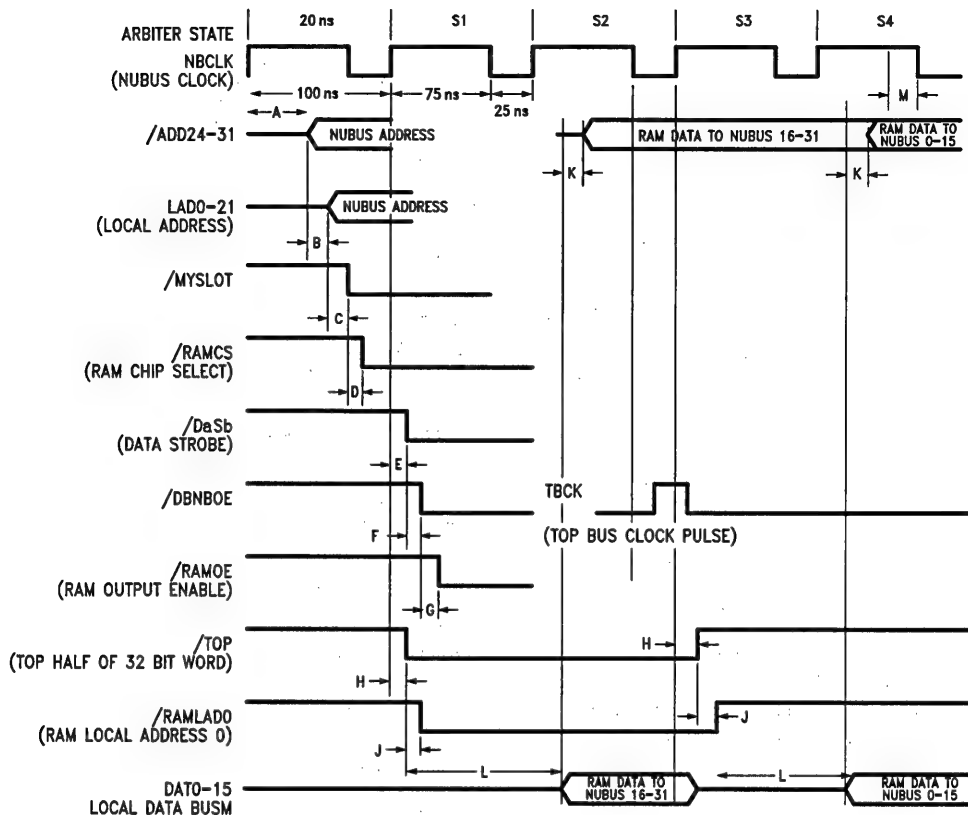 20 ns S1 S2 S3 S4
ARBITER STATE
NBCLK
(NUBUS CLOCK)
100 ns 75 ns 25 ns M
A
/ADD24-31 NUBUS ADDRESS RAM DATA TO NUBUS 16-31 RAM DATA TO
NUBUS 0-15
K K
LAD0-21 NUBUS ADDRESS
(LOCAL ADDRESS)
B
/MYSLOT
C
/RAMCS
(RAM CHIP SELECT)
D
/DaSb
(DATA STROBE)
E
/DBNBOE TBCK
(TOP BUS CLOCK PULSE)
F
/RAMOE
(RAM OUTPUT ENABLE)
G
/TOP H
(TOP HALF OF 32 BIT WORD)
H
/RAMLAD0
(RAM LOCAL ADDRESS 0)
J J
L L
DAT0-15 RAM DATA TO RAM DATA TO
LOCAL DATA BUSM NUBUS 16-31 NUBUS 0-15